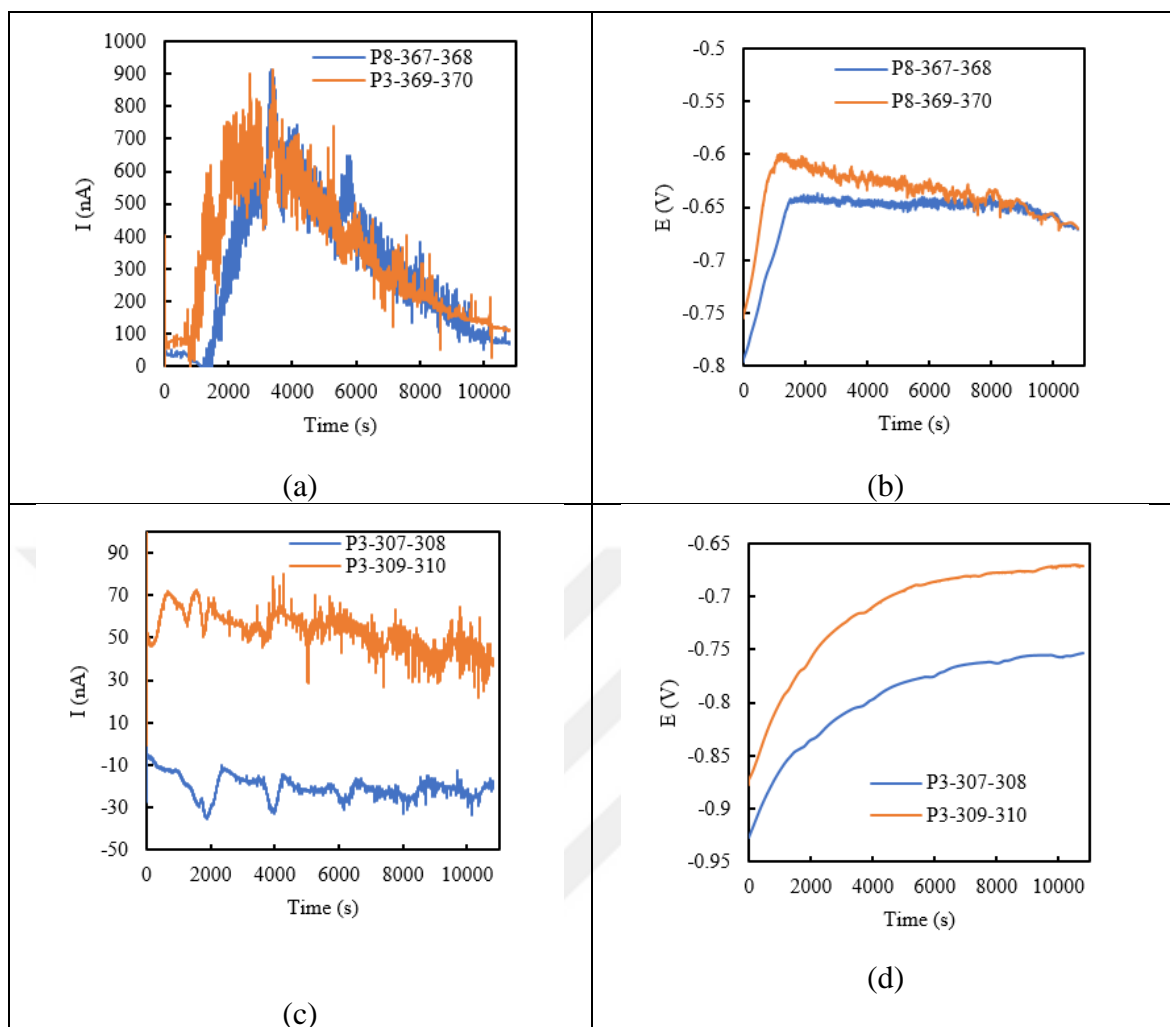 1000
900
800
700
600
500
400
300
200
100
0
I (nA)
P8-367-368
P3-369-370
0 2000 4000 6000 8000 10000
Time (s)
(a)
-0.5
-0.55
-0.6
-0.65
-0.7
-0.75
-0.8
E (V)
P8-367-368
P8-369-370
0 2000 4000 6000 8000 10000
Time (s)
(b)
90
70
50
30
10
-10
-30
-50
I (nA)
P3-307-308
P3-309-310
0 2000 4000 6000 8000 10000
Time (s)
(c)
-0.65
-0.7
-0.75
-0.8
-0.85
-0.9
-0.95
E (V)
P3-307-308
P3-309-310
0 2000 4000 6000 8000 10000
Time (s)
(d)